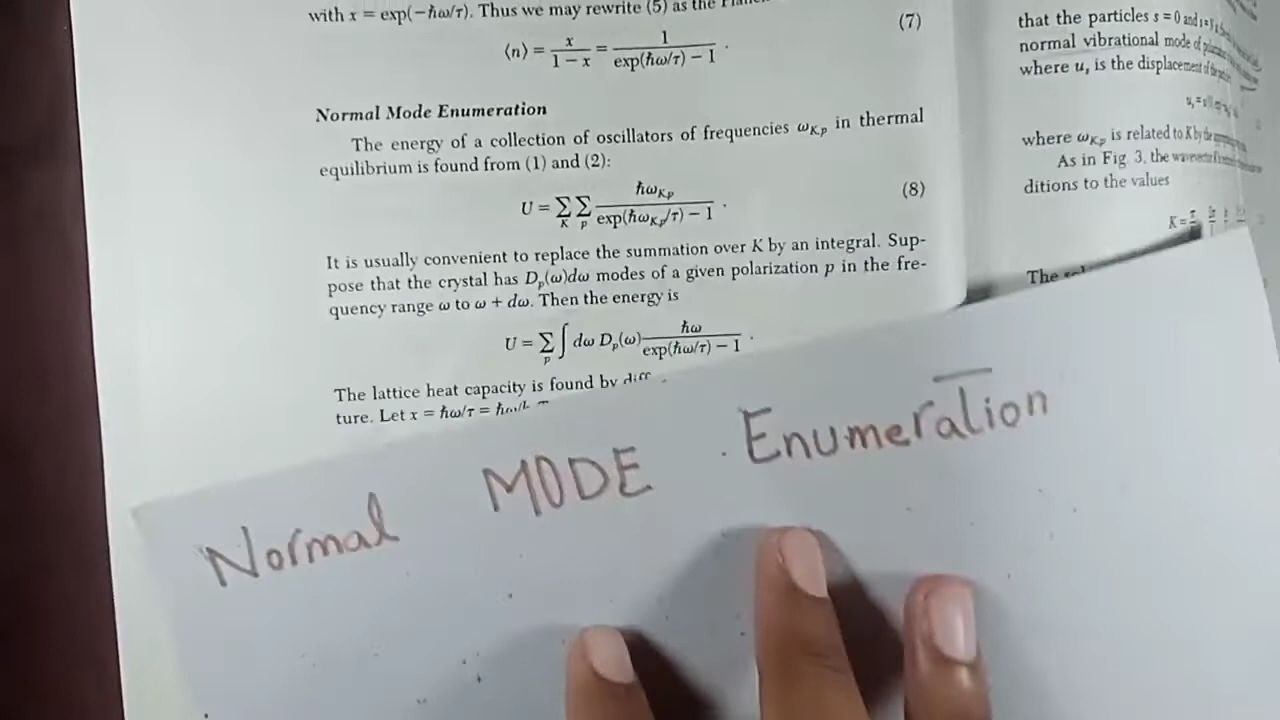 with x = exp(−ħω/τ). Thus we may rewrite (5) as the
⟨n⟩ = x/(1 − x) = 1/(exp(ħω/τ) − 1) . (7)
Normal Mode Enumeration
The energy of a collection of oscillators of frequencies ω_{K,p} in thermal
equilibrium is found from (1) and (2):
U = Σ_K Σ_p ħω_{K,p}/(exp(ħω_{K,p}/τ) − 1) . (8)
It is usually convenient to replace the summation over K by an integral. Sup-
pose that the crystal has D_p(ω)dω modes of a given polarization p in the fre-
quency range ω to ω + dω. Then the energy is
U = Σ_p ∫ dω D_p(ω) ħω/(exp(ħω/τ) − 1) .
The lattice heat capacity is found by
ture. Let x = ħω/τ =
that the particles s = 0 and
normal vibrational mode of
where u_s is the displacement of the
where ω_{K,p} is related to K by the
As in Fig. 3, the
ditions to the values
The
Normal MODE Enumeration